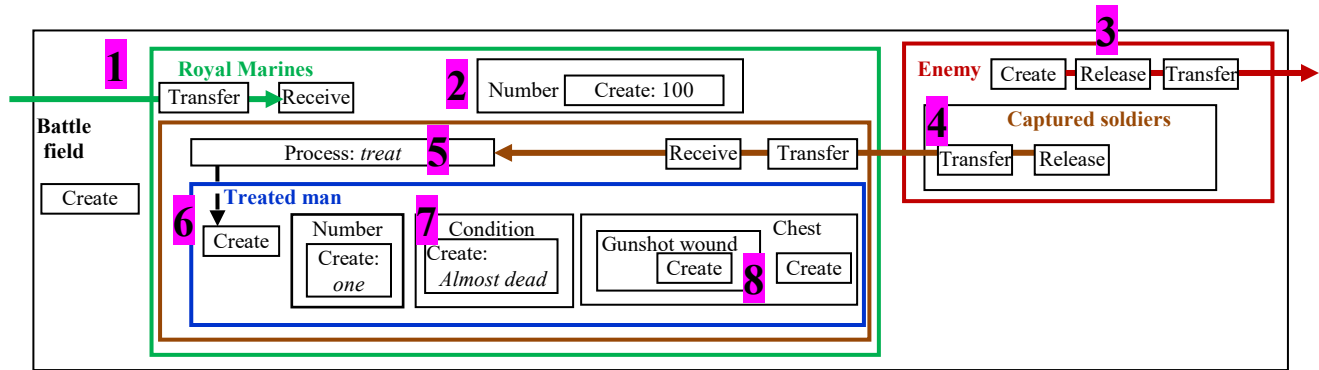 3
1
Royal Marines
2
Enemy
Create
Release
Transfer
Transfer
Receive
Number
Create: 100
4
Captured soldiers
Battle
field
Process: treat
5
Receive
Transfer
Transfer
Release
Create
6
Treated man
Create
Number
Create:
one
7
Condition
Create:
Almost dead
Chest
Gunshot wound
Create
8
Create